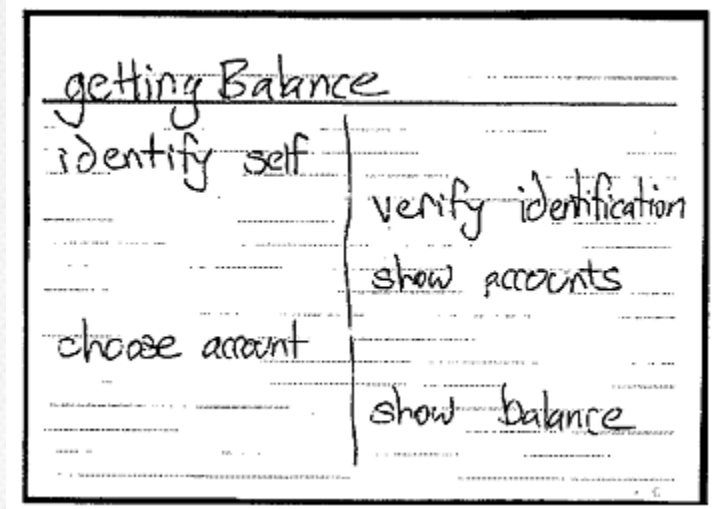 getting Balance
identify self
verify identification
show accounts
choose account
show balance